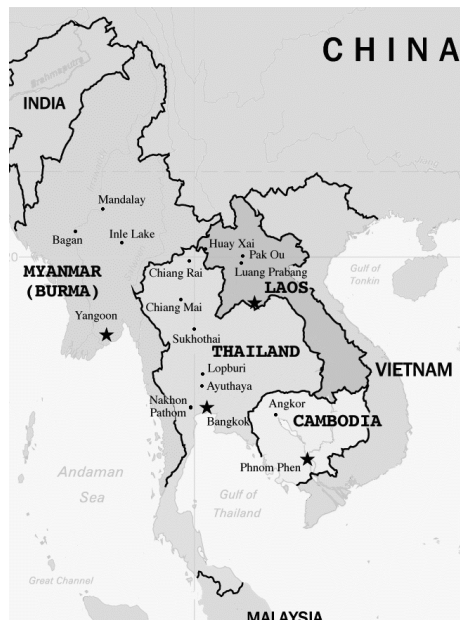 CHINA
Brahmaputra
INDIA
Mandalay
Bagan
Inle Lake
Huay Xai
Pak Ou
Luang Prabang
Chiang Rai
20
MYANMAR
(BURMA)
LAOS
Gulf of
Tonkin
Chiang Mai
Yangoon
Sukhothai
THAILAND
VIETNAM
Lopburi
Ayuthaya
Nakhon
Pathom
Bangkok
Angkor
CAMBODIA
Phnom Phen
Andaman
Sea
Gulf of
Thailand
Great Channel
MALAYSIA